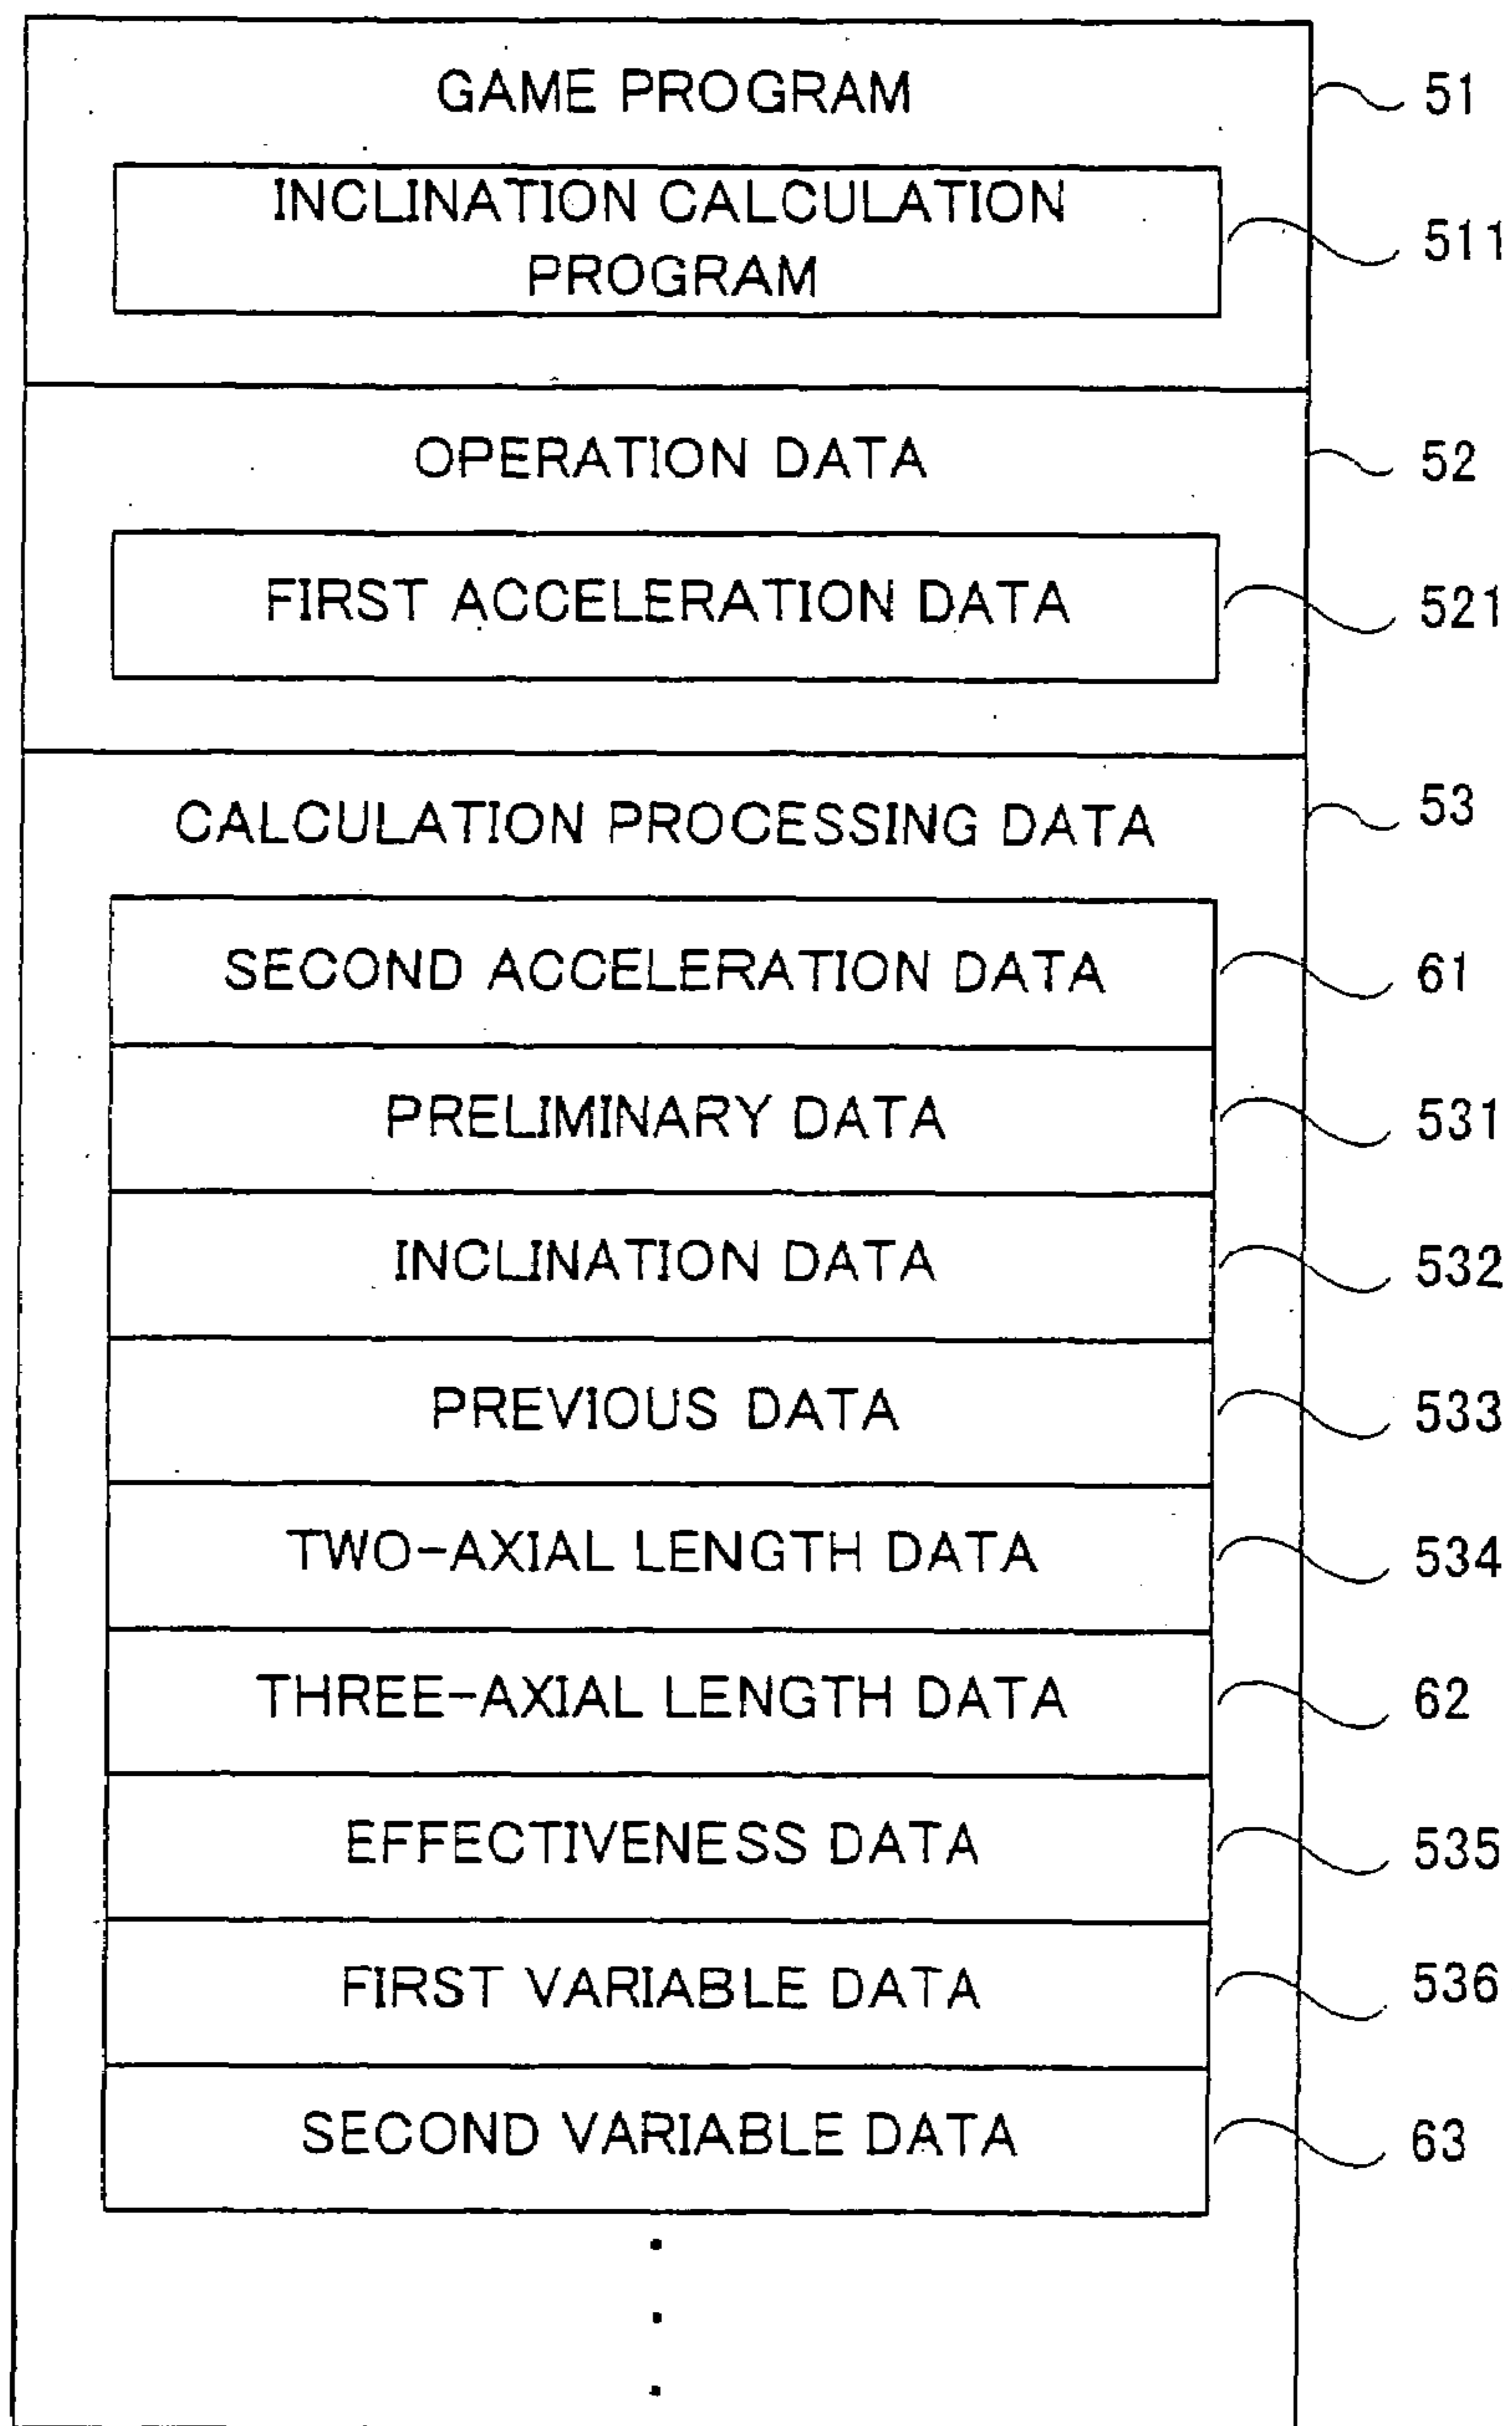 GAME PROGRAM 51
INCLINATION CALCULATION
PROGRAM 511
OPERATION DATA 52
FIRST ACCELERATION DATA 521
CALCULATION PROCESSING DATA 53
SECOND ACCELERATION DATA 61
PRELIMINARY DATA 531
INCLINATION DATA 532
PREVIOUS DATA 533
TWO-AXIAL LENGTH DATA 534
THREE-AXIAL LENGTH DATA 62
EFFECTIVENESS DATA 535
FIRST VARIABLE DATA 536
SECOND VARIABLE DATA 63